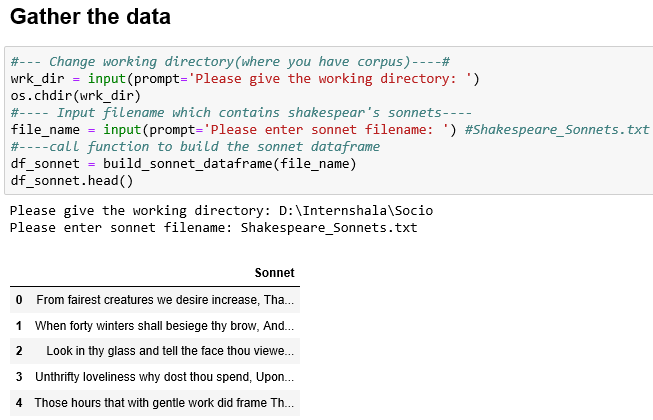 Gather the data
#--- Change working directory(where you have corpus)----#
wrk_dir = input(prompt='Please give the working directory: ')
os.chdir(wrk_dir)
#---- Input filename which contains shakespear's sonnets----
file_name = input(prompt='Please enter sonnet filename: ') #Shakespeare_Sonnets.txt
#----call function to build the sonnet dataframe
df_sonnet = build_sonnet_dataframe(file_name)
df_sonnet.head()
Please give the working directory: D:\Internshala\Socio
Please enter sonnet filename: Shakespeare_Sonnets.txt
Sonnet
0 From fairest creatures we desire increase, Tha...
1 When forty winters shall besiege thy brow, And...
2 Look in thy glass and tell the face thou viewe...
3 Unthrifty loveliness why dost thou spend, Upon...
4 Those hours that with gentle work did frame Th...